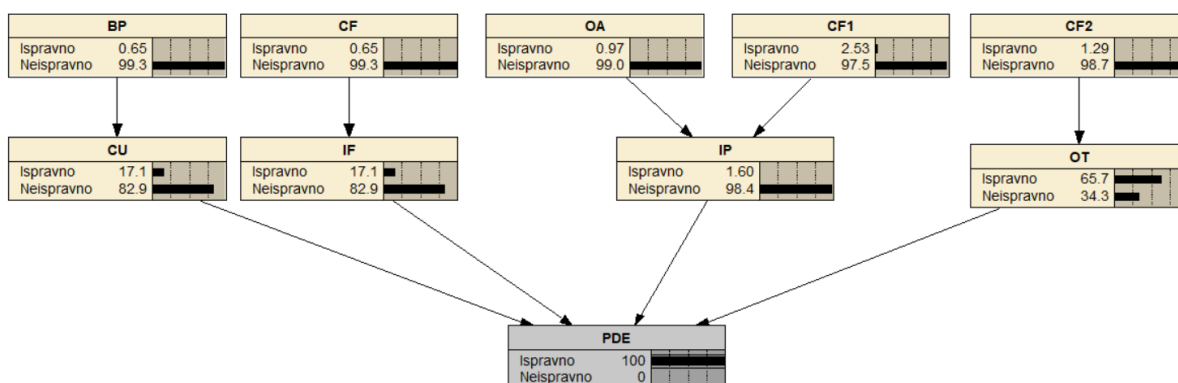 BP
Ispravno 0.65
Neispravno 99.3
CF
Ispravno 0.65
Neispravno 99.3
OA
Ispravno 0.97
Neispravno 99.0
CF1
Ispravno 2.53
Neispravno 97.5
CF2
Ispravno 1.29
Neispravno 98.7
CU
Ispravno 17.1
Neispravno 82.9
IF
Ispravno 17.1
Neispravno 82.9
IP
Ispravno 1.60
Neispravno 98.4
OT
Ispravno 65.7
Neispravno 34.3
PDE
Ispravno 100
Neispravno 0